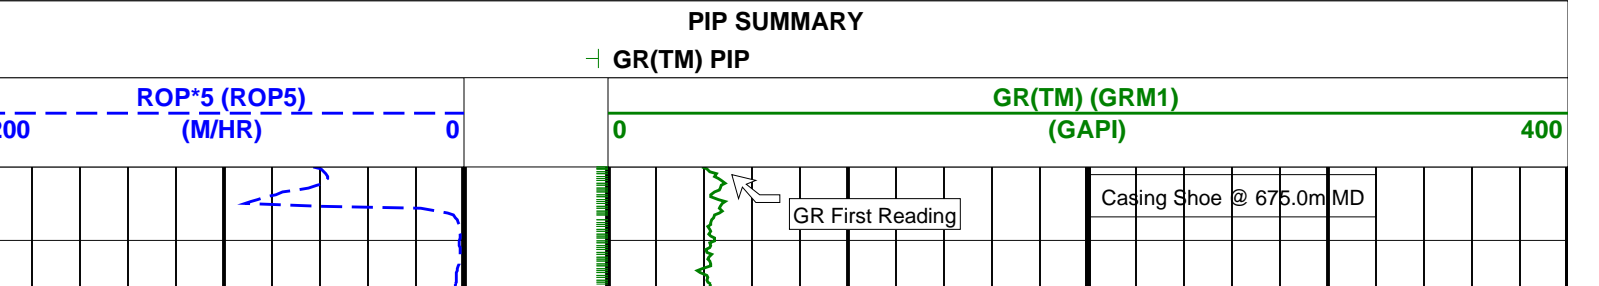 PIP SUMMARY
GR(TM) PIP
ROP*5 (ROP5)
(M/HR) 0
GR(TM) (GRM1)
0 (GAPI) 400
GR First Reading
Casing Shoe @ 675.0m MD